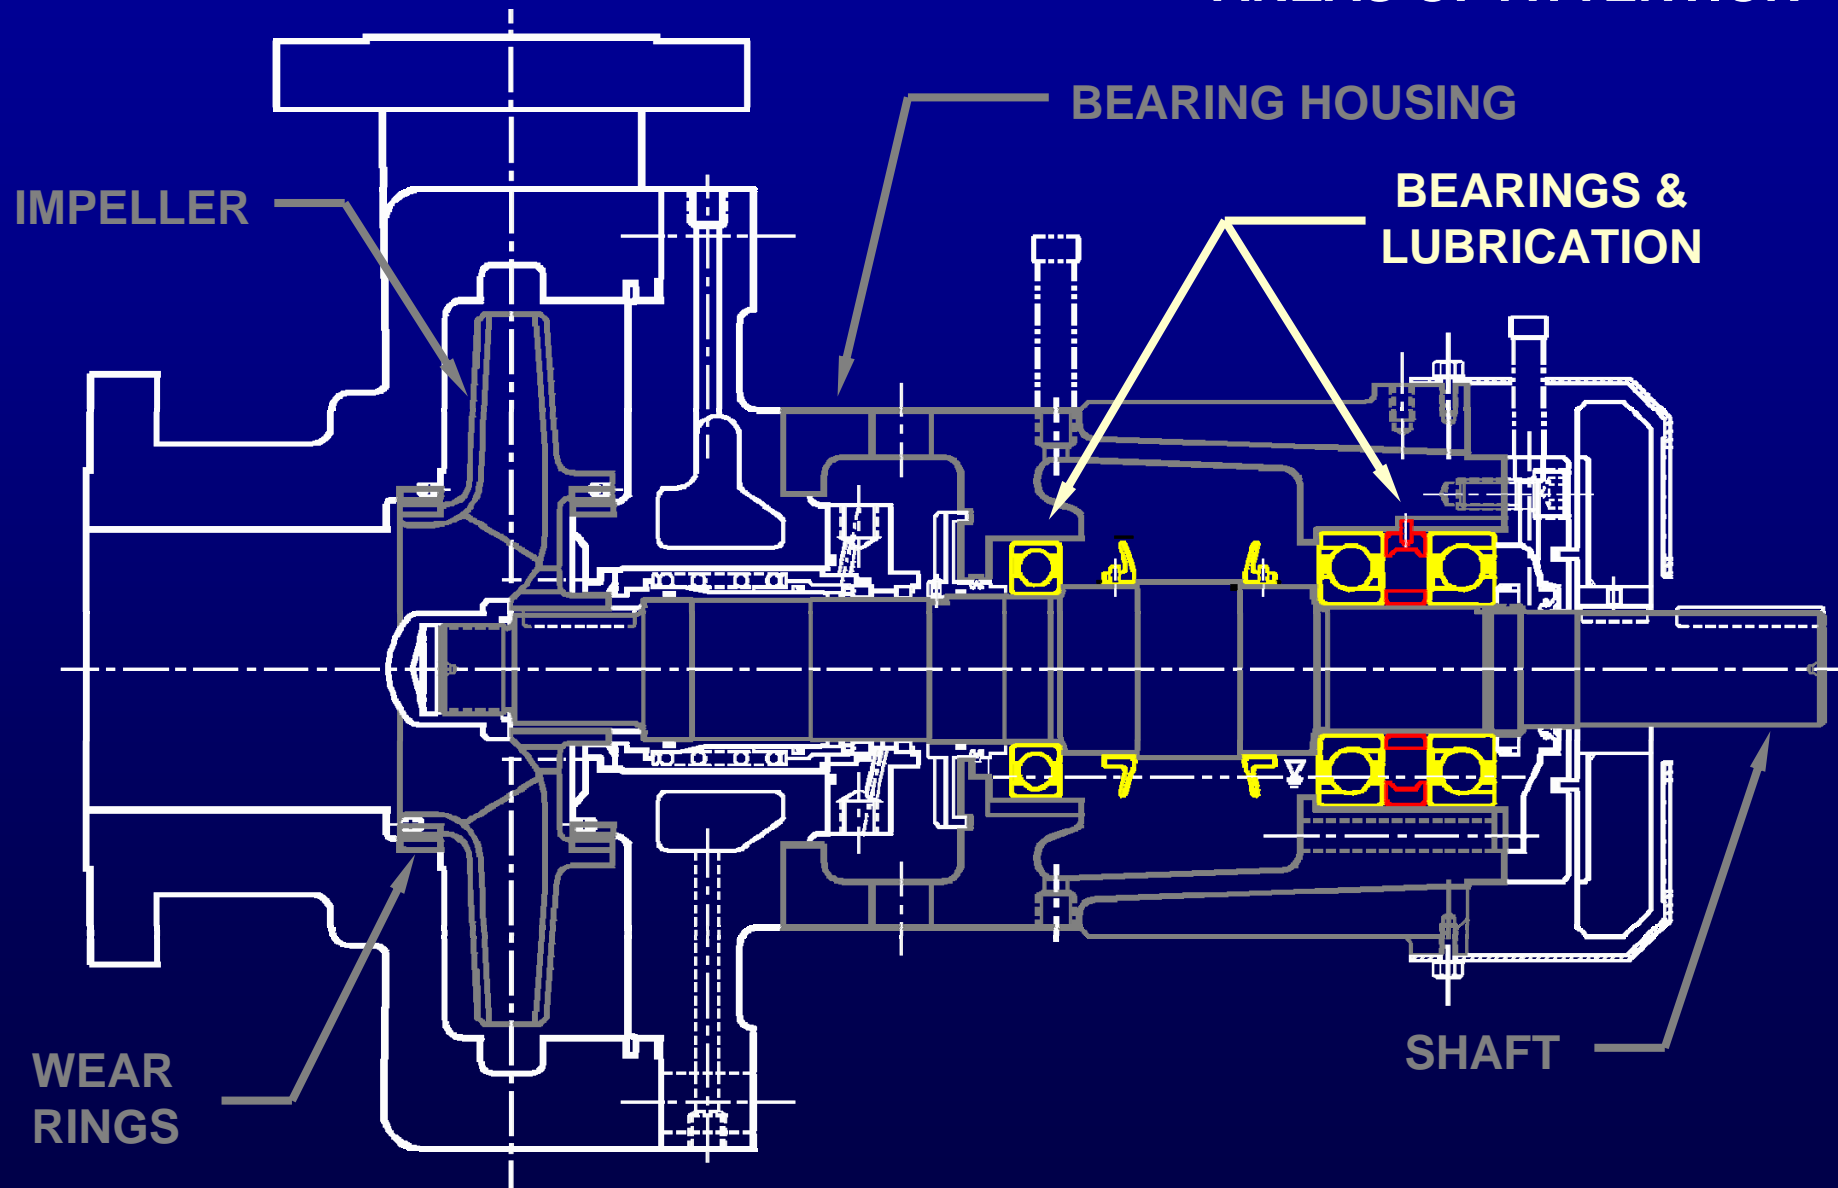 BEARING HOUSING
IMPELLER
BEARINGS &
LUBRICATION
WEAR
RINGS
SHAFT